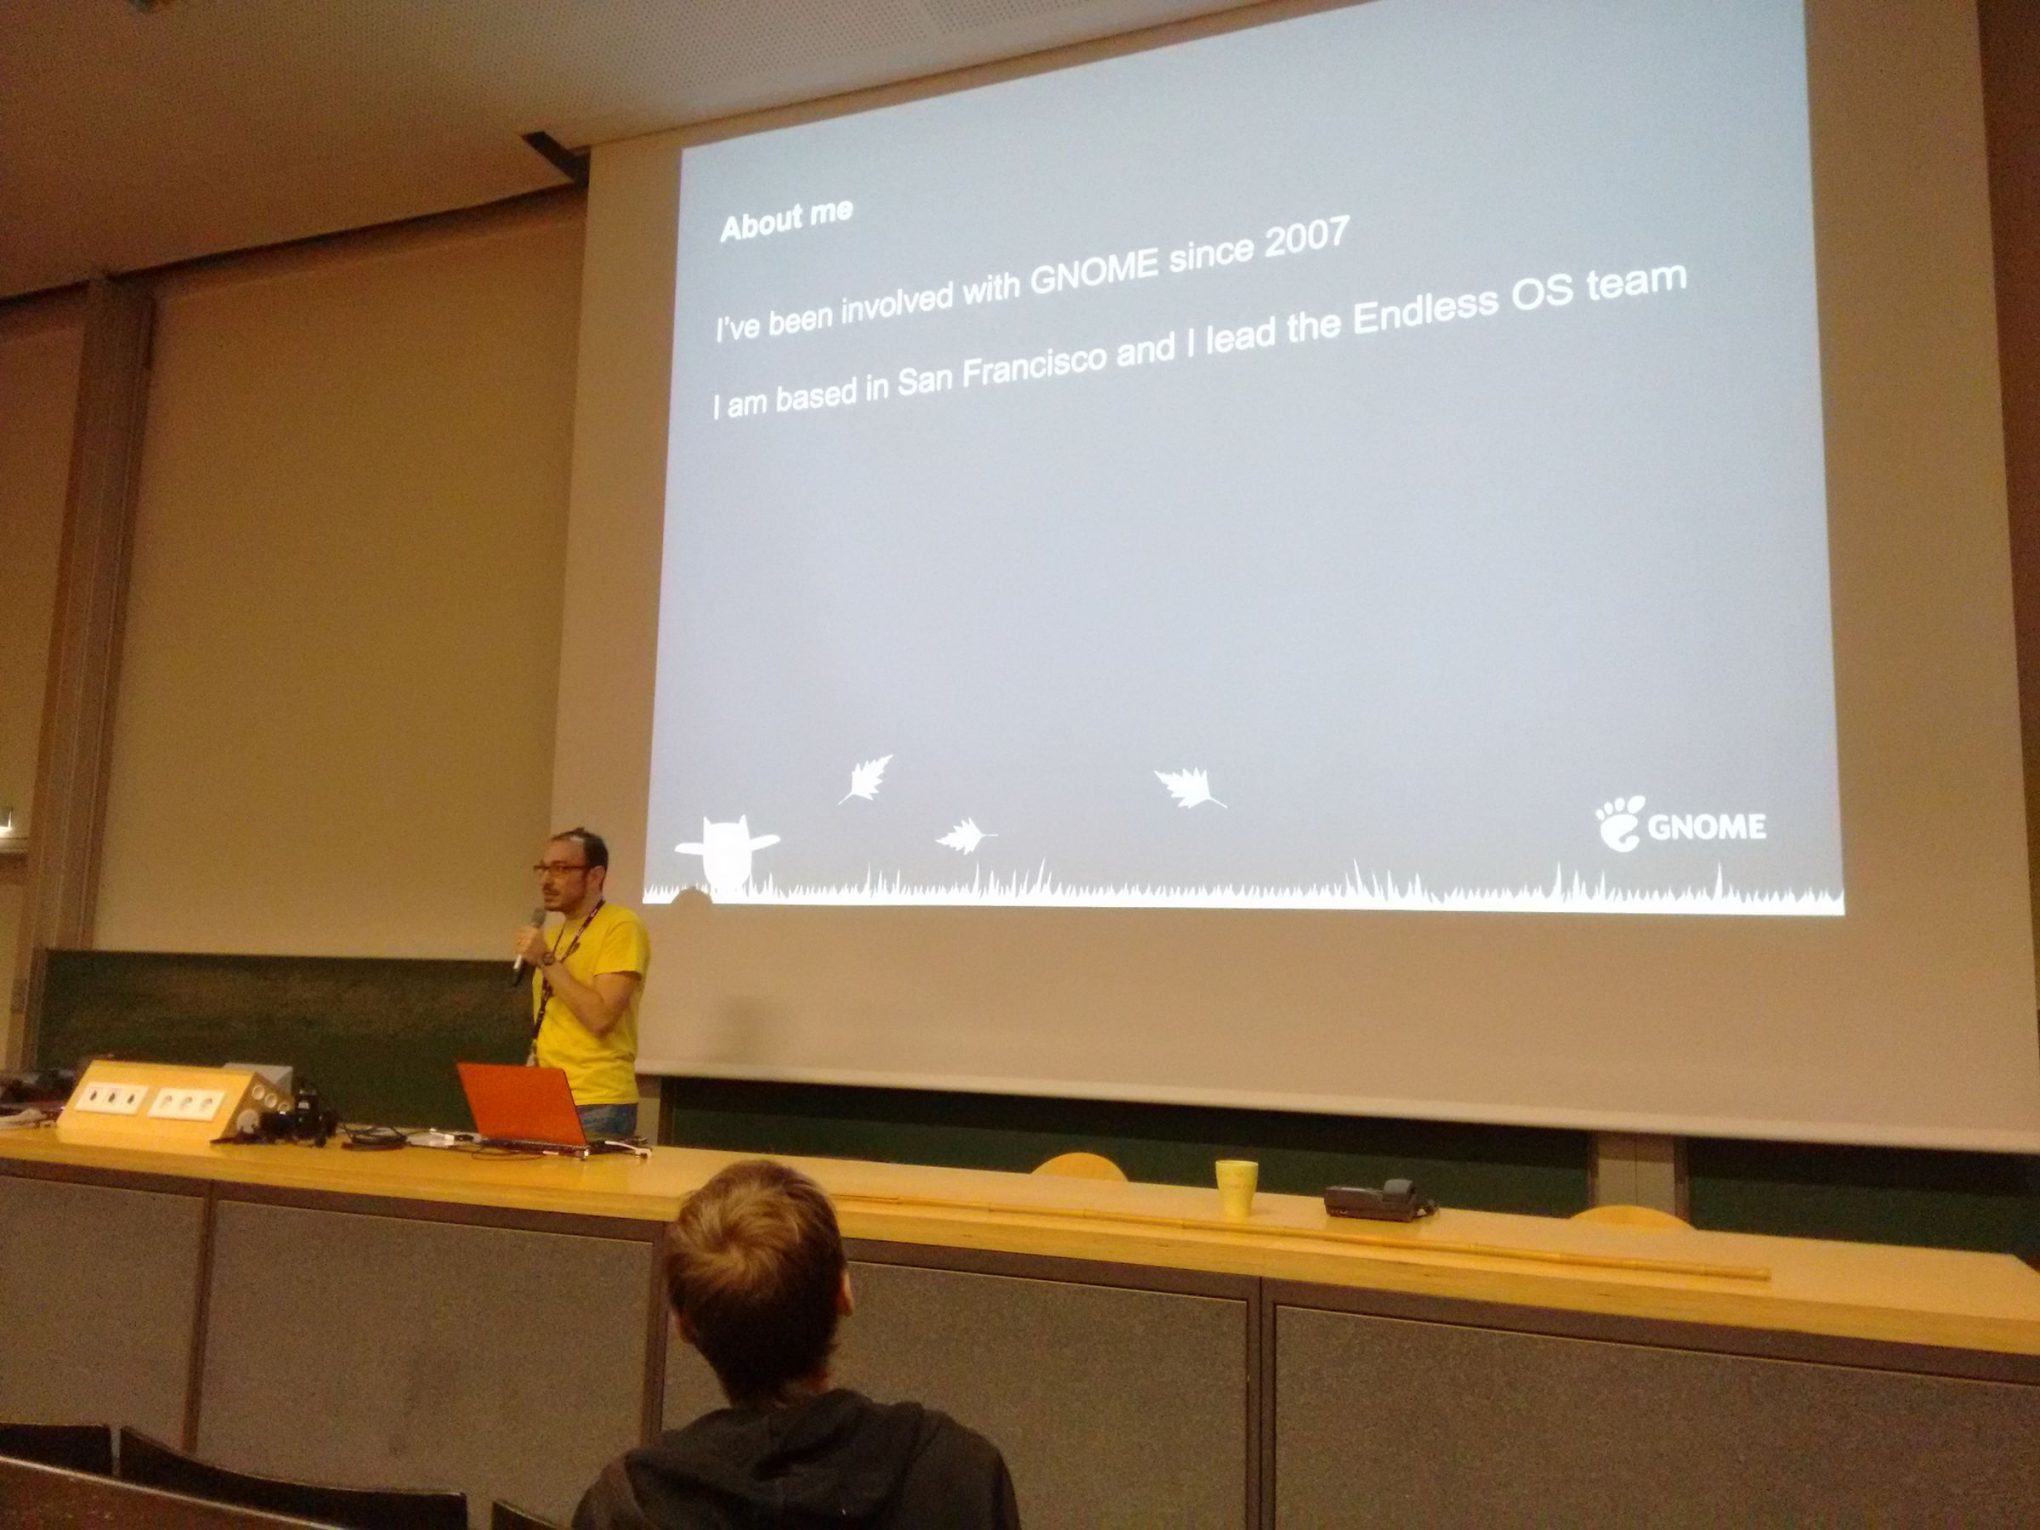 About me
I've been involved with GNOME since 2007
I am based in San Francisco and I lead the Endless OS team
GNOME